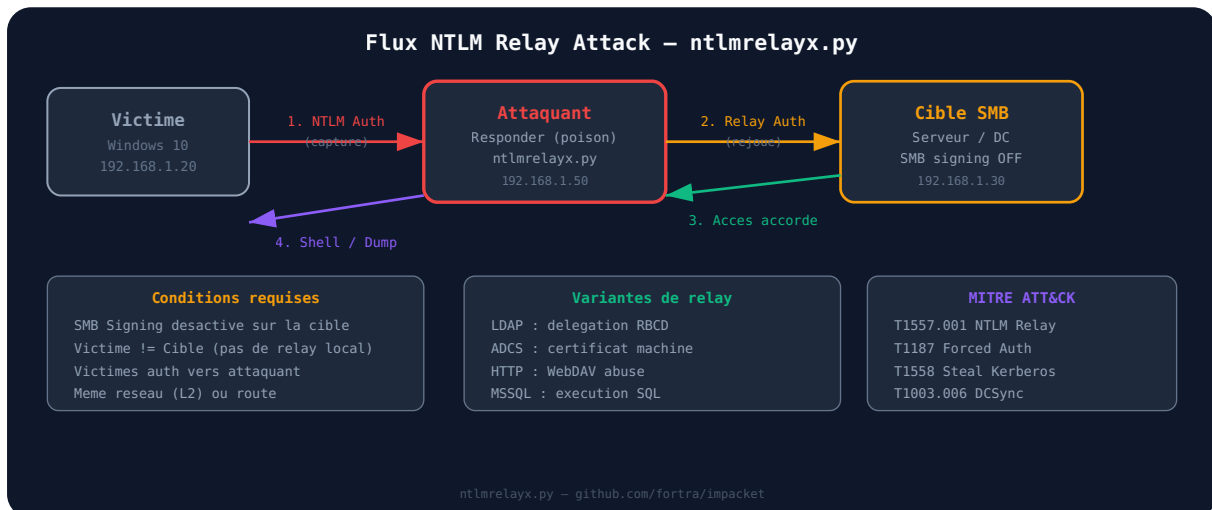 Flux NTLM Relay Attack — ntlmrelayx.py
Victime
Windows 10
192.168.1.20
1. NTLM Auth
(capture)
Attaquant
Responder (poison)
ntlmrelayx.py
192.168.1.50
2. Relay Auth
(rejoue)
Cible SMB
Serveur / DC
SMB signing OFF
192.168.1.30
3. Acces accorde
4. Shell / Dump
Conditions requises
SMB Signing desactive sur la cible
Victime != Cible (pas de relay local)
Victimes auth vers attaquant
Meme reseau (L2) ou route
Variantes de relay
LDAP : delegation RBCD
ADCS : certificat machine
HTTP : WebDAV abuse
MSSQL : execution SQL
MITRE ATT&CK
T1557.001 NTLM Relay
T1187 Forced Auth
T1558 Steal Kerberos
T1003.006 DCSync
ntlmrelayx.py — github.com/fortra/impacket